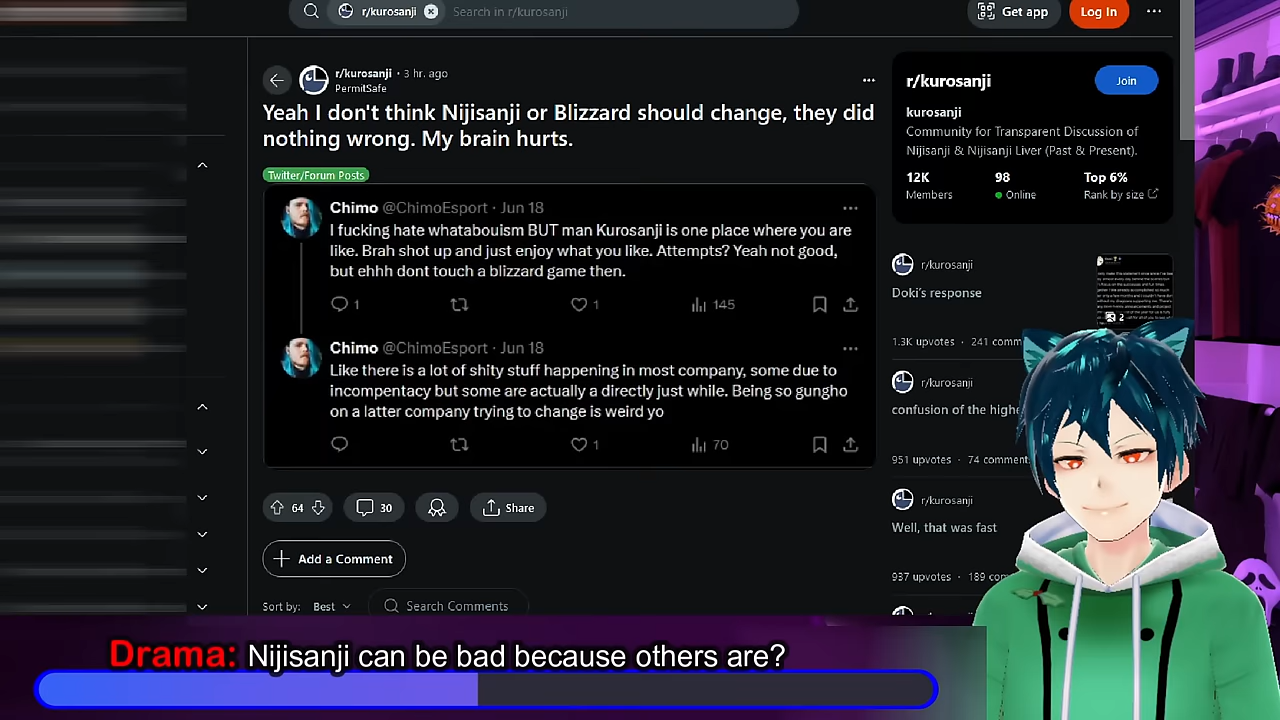 r/kurosanji
Search in r/kurosanji
Get app
Log In
r/kurosanji • 3 hr. ago
PermitSafe
Yeah I don't think Nijisanji or Blizzard should change, they did
nothing wrong. My brain hurts.
Twitter/Forum Posts
Chimo @ChimoEsport · Jun 18
I fucking hate whatabouism BUT man Kurosanji is one place where you are
like. Brah shot up and just enjoy what you like. Attempts? Yeah not good,
but ehhh dont touch a blizzard game then.
1
1
145
Chimo @ChimoEsport · Jun 18
Like there is a lot of shity stuff happening in most company, some due to
incompentacy but some are actually a directly just while. Being so gungho
on a latter company trying to change is weird yo
1
70
64
30
Share
Add a Comment
Sort by: Best
Search Comments
r/kurosanji
Join
kurosanji
Community for Transparent Discussion of
Nijisanji & Nijisanji Liver (Past & Present).
12K 98 Top 6%
Members Online Rank by size
r/kurosanji
Doki's response
2
1.3K upvotes • 241 comm
r/kurosanji
confusion of the highe
951 upvotes • 74 comment
r/kurosanji
Well, that was fast
937 upvotes • 189 com
Drama: Nijisanji can be bad because others are?